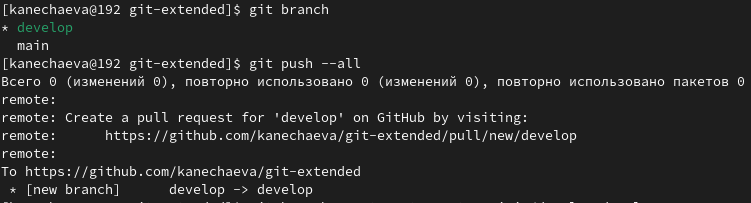 [kanechaeva@192 git-extended]$ git branch
* develop
  main
[kanechaeva@192 git-extended]$ git push --all
Всего 0 (изменений 0), повторно использовано 0 (изменений 0), повторно использовано пакетов 0
remote:
remote: Create a pull request for 'develop' on GitHub by visiting:
remote:      https://github.com/kanechaeva/git-extended/pull/new/develop
remote:
To https://github.com/kanechaeva/git-extended
 * [new branch]      develop -> develop